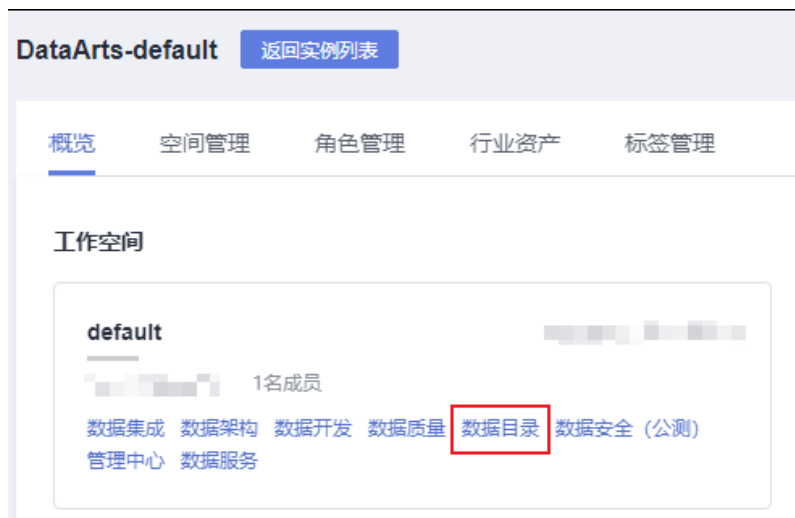 DataArts-default 返回实例列表
概览 空间管理 角色管理 行业资产 标签管理
工作空间
default
1名成员
数据集成 数据架构 数据开发 数据质量 数据目录 数据安全（公测）
管理中心 数据服务